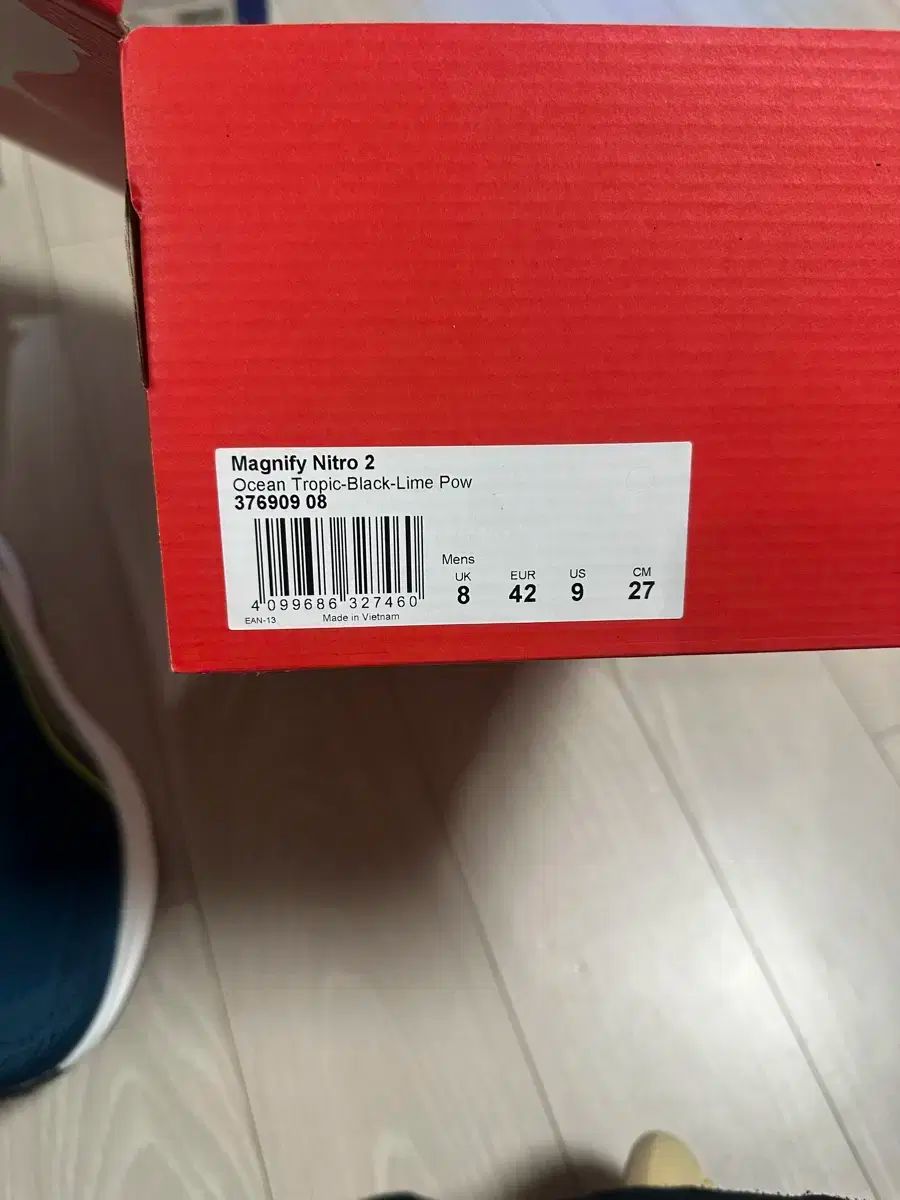 Magnify Nitro 2
Ocean Tropic-Black-Lime Pow
376909 08
Mens
UK EUR US CM
8 42 9 27
4 099686 327460
EAN-13 Made in Vietnam